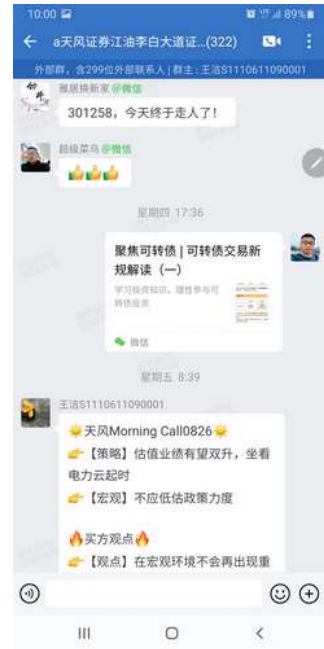 10:00
89%
a天风证券江油李白大道证...(322)
外部群，含299位外部联系人 | 群主：王洁S1110611090001
雅居换新家@微信
301258，今天终于走人了！
超级菜鸟@微信
星期四 17:36
聚焦可转债 | 可转债交易新
规解读（一）
学习投资知识，理性参与可
转债投资
微信
星期五 8:39
王洁S1110611090001
天风Morning Call0826
【策略】估值业绩有望双升，坐看
电力云起时
【宏观】不应低估政策力度
买方观点
【观点】在宏观环境不会再出现重